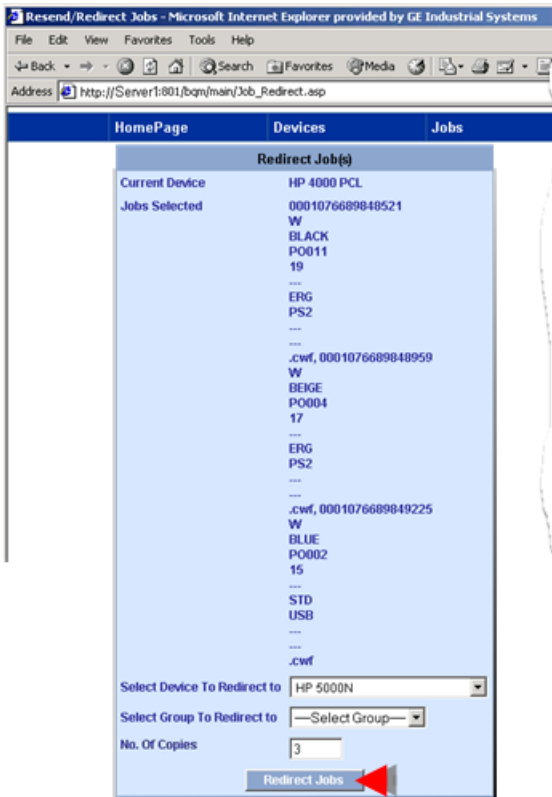 Resend/Redirect Jobs - Microsoft Internet Explorer provided by GE Industrial Systems
File Edit View Favorites Tools Help
Back Search Favorites Media
Address http://Server1:801/bqm/main/Job_Redirect.asp
HomePage Devices Jobs
Redirect Job(s)
Current Device HP 4000 PCL
Jobs Selected 0001076689848521
W
BLACK
PO011
19
---
ERG
PS2
---
---
.cwf, 0001076689848959
W
BEIGE
PO004
17
---
ERG
PS2
---
---
.cwf, 0001076689849225
W
BLUE
PO002
15
---
STD
USB
---
---
.cwf
Select Device To Redirect to HP 5000N
Select Group To Redirect to —Select Group—
No. Of Copies 3
Redirect Jobs